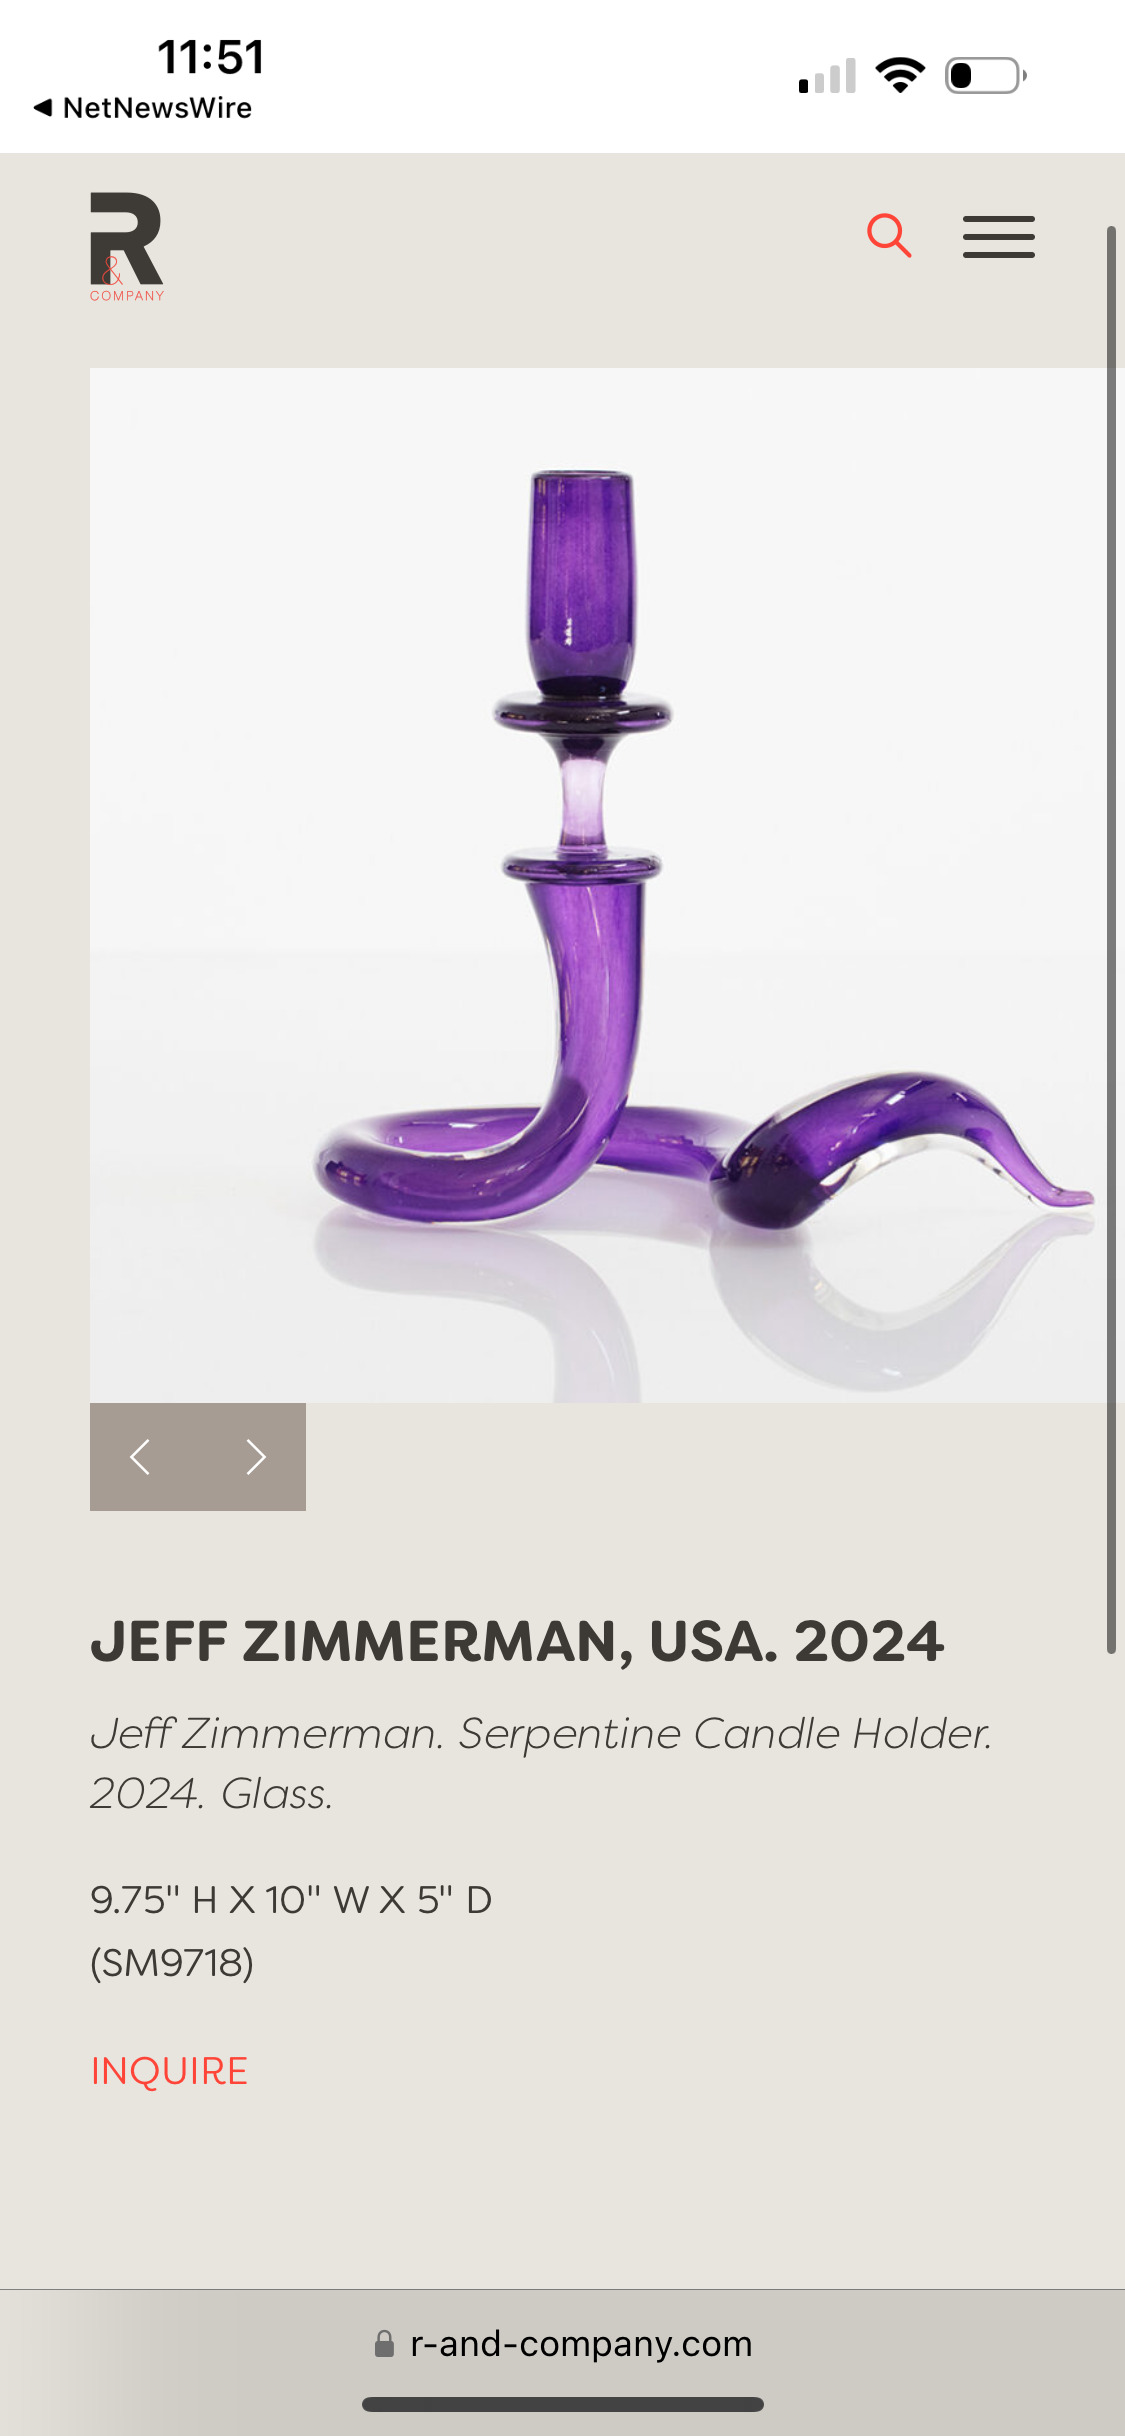 11:51
◀ NetNewsWire
R
&
COMPANY
JEFF ZIMMERMAN, USA. 2024
Jeff Zimmerman. Serpentine Candle Holder.
2024. Glass.
9.75" H X 10" W X 5" D
(SM9718)
INQUIRE
r-and-company.com